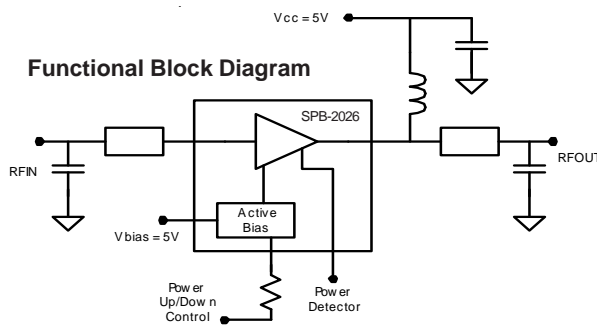 Vcc = 5V
Functional Block Diagram
SPB-2026
RFIN
RFOUT
Active
Bias
Vbias = 5V
Power
Up/Down
Control
Power
Detector